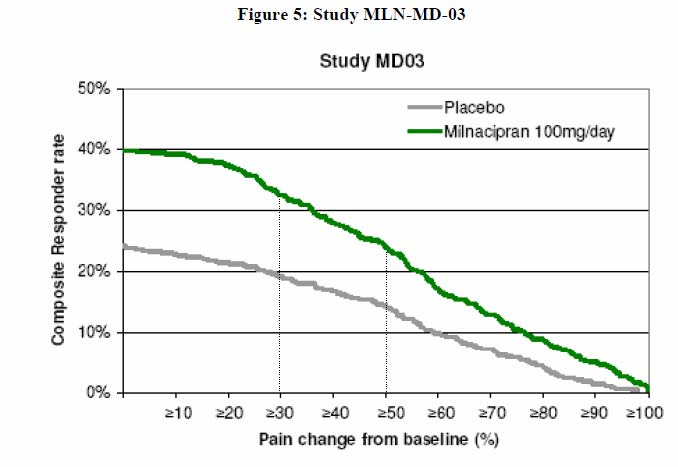 Figure 5: Study MLN-MD-03
Study MD03
Placebo
Milnacipran 100mg/day
Composite Responder rate
50%
40%
30%
20%
10%
0%
≥10 ≥20 ≥30 ≥40 ≥50 ≥60 ≥70 ≥80 ≥90 ≥100
Pain change from baseline (%)